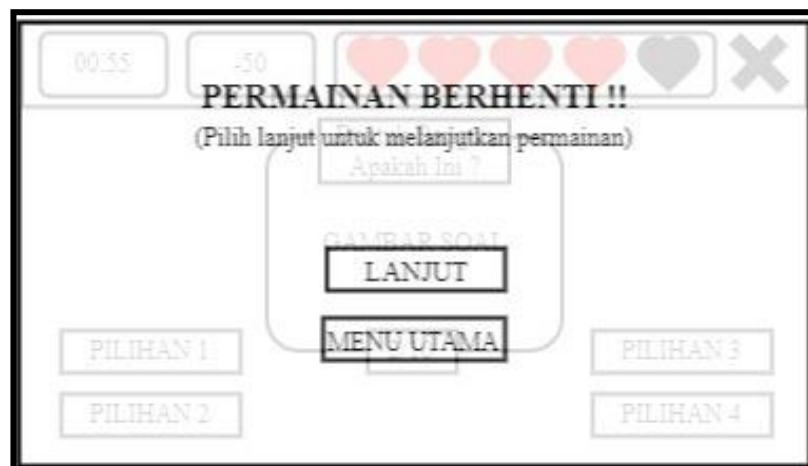 00:55
-50
PERMAINAN BERHENTI !!
(Pilih lanjut untuk melanjutkan permainan)
Apakah Ini ?
GAMBAR SOAL
LANJUT
MENU UTAMA
PILIHAN 1
PILIHAN 3
PILIHAN 2
PILIHAN 4